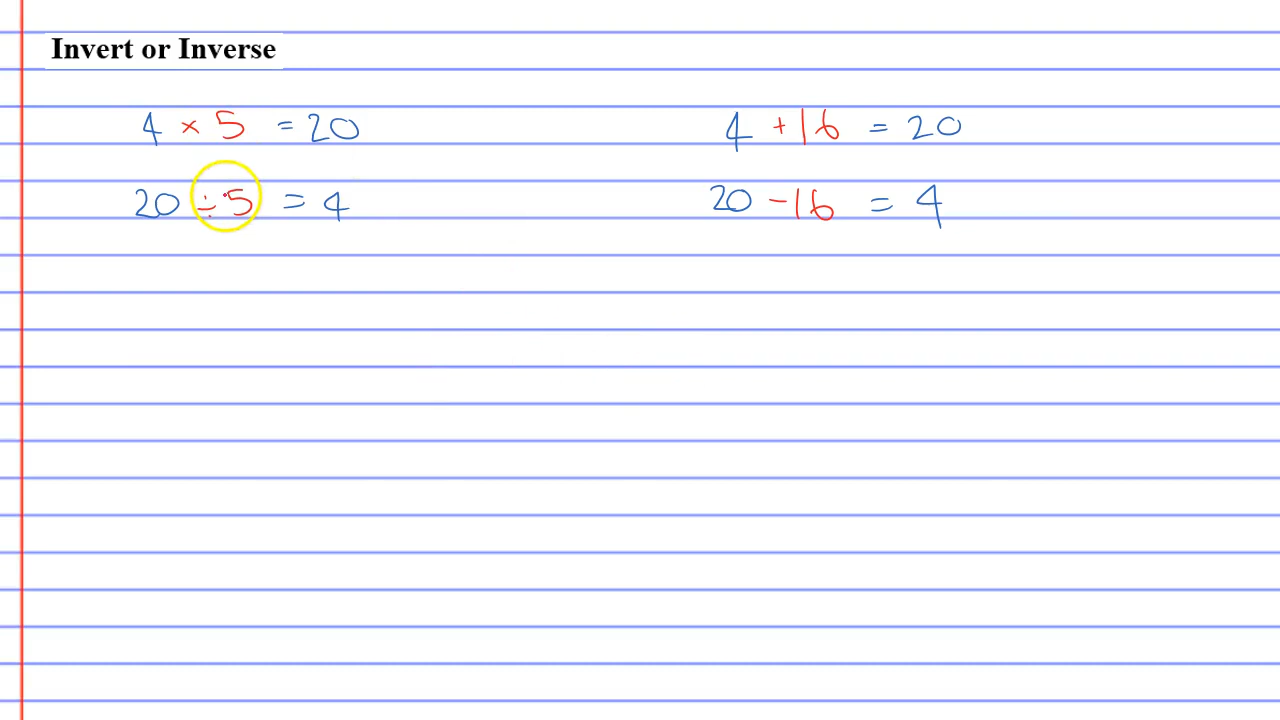 Invert or Inverse
4 × 5 = 20
20 ÷ 5 = 4
4 + 16 = 20
20 - 16 = 4